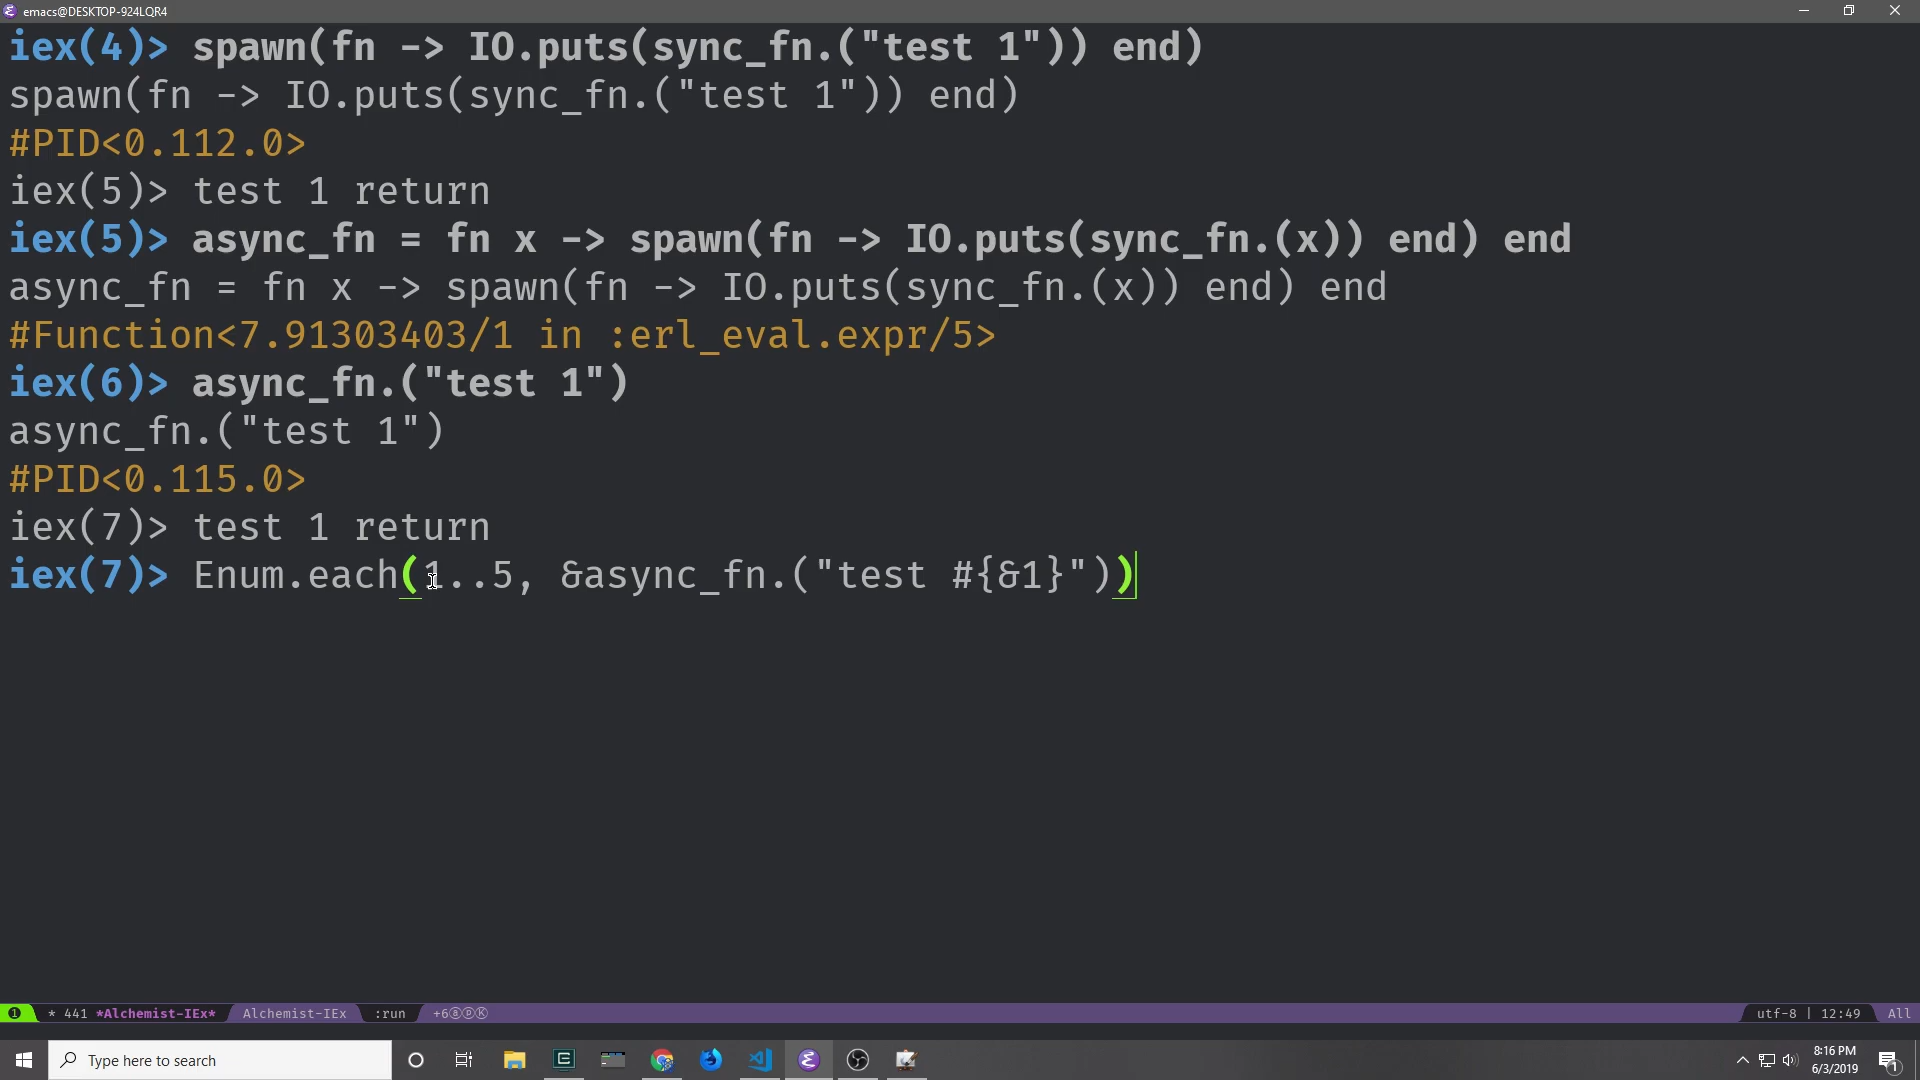 emacs@DESKTOP-924LQR4
iex(4)> spawn(fn -> IO.puts(sync_fn.("test 1")) end)
spawn(fn -> IO.puts(sync_fn.("test 1")) end)
#PID<0.112.0>
iex(5)> test 1 return
iex(5)> async_fn = fn x -> spawn(fn -> IO.puts(sync_fn.(x)) end) end
async_fn = fn x -> spawn(fn -> IO.puts(sync_fn.(x)) end) end
#Function<7.91303403/1 in :erl_eval.expr/5>
iex(6)> async_fn.("test 1")
async_fn.("test 1")
#PID<0.115.0>
iex(7)> test 1 return
iex(7)> Enum.each(1..5, &async_fn.("test #{&1}"))
❶ * 441 *Alchemist-IEx* Alchemist-IEx :run +6ⓐⓟⓀ utf-8 | 12:49 All
Type here to search
8:16 PM
6/3/2019
1